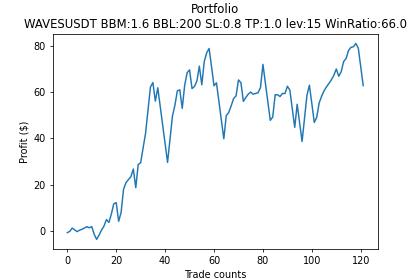 Portfolio
WAVESUSDT BBM:1.6 BBL:200 SL:0.8 TP:1.0 lev:15 WinRatio:66.0
80
60
40
20
0
Profit ($)
0 20 40 60 80 100 120
Trade counts